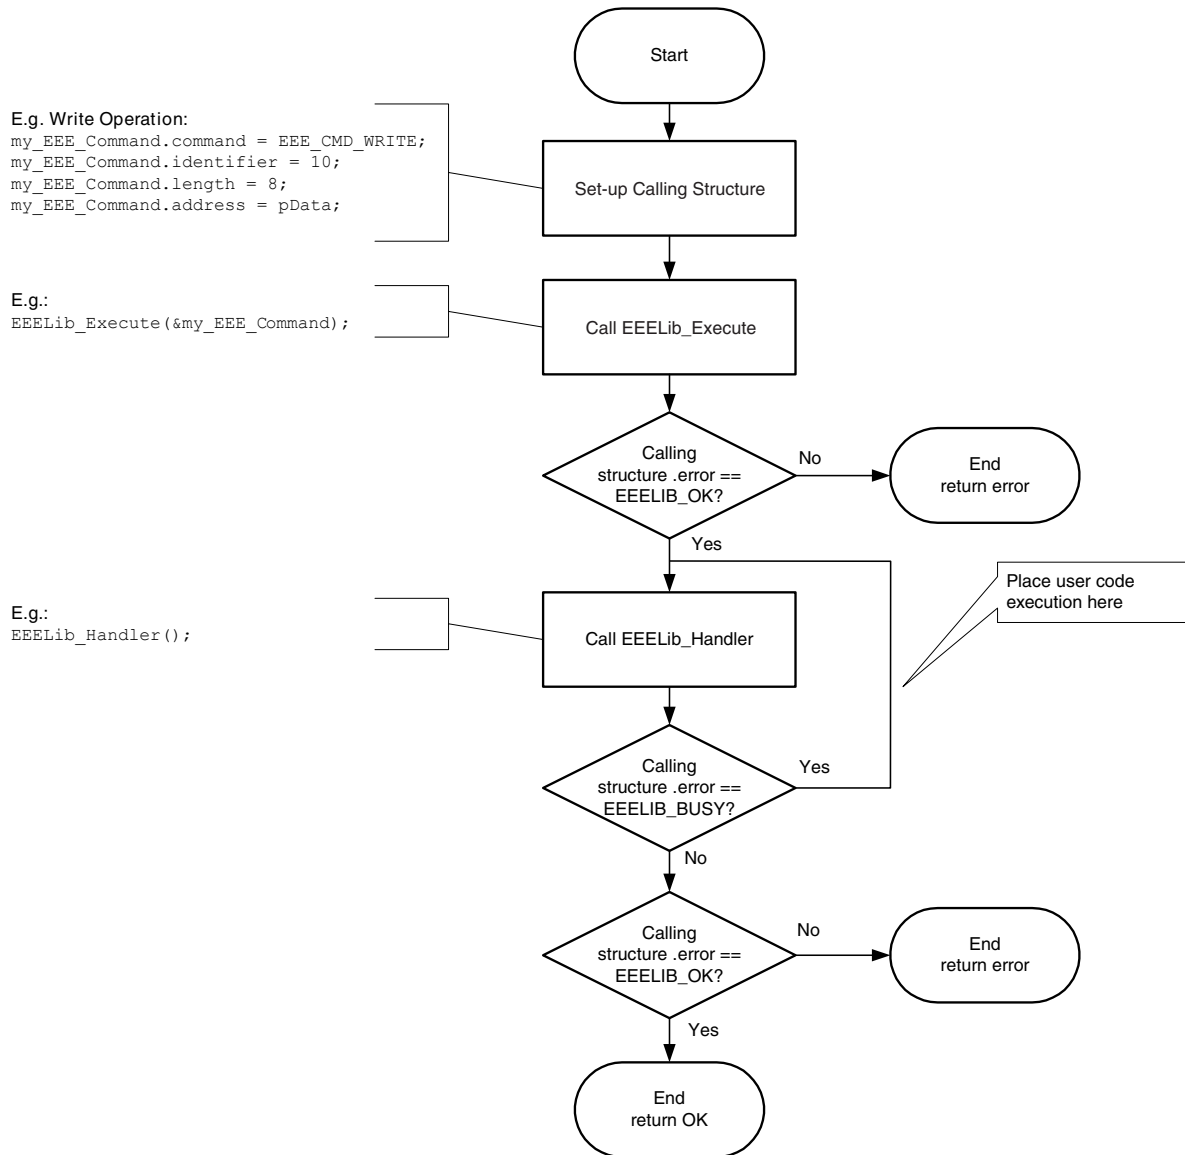 Start
E.g. Write Operation:
my_EEE_Command.command = EEE_CMD_WRITE;
my_EEE_Command.identifier = 10;
my_EEE_Command.length = 8;
my_EEE_Command.address = pData;
Set-up Calling Structure
E.g.:
EEELib_Execute(&my_EEE_Command);
Call EEELib_Execute
Calling
structure .error ==
EEELIB_OK?
No
End
return error
Yes
Place user code
execution here
E.g.:
EEELib_Handler();
Call EEELib_Handler
Calling
structure .error ==
EEELIB_BUSY?
Yes
No
Calling
structure .error ==
EEELIB_OK?
No
End
return error
Yes
End
return OK